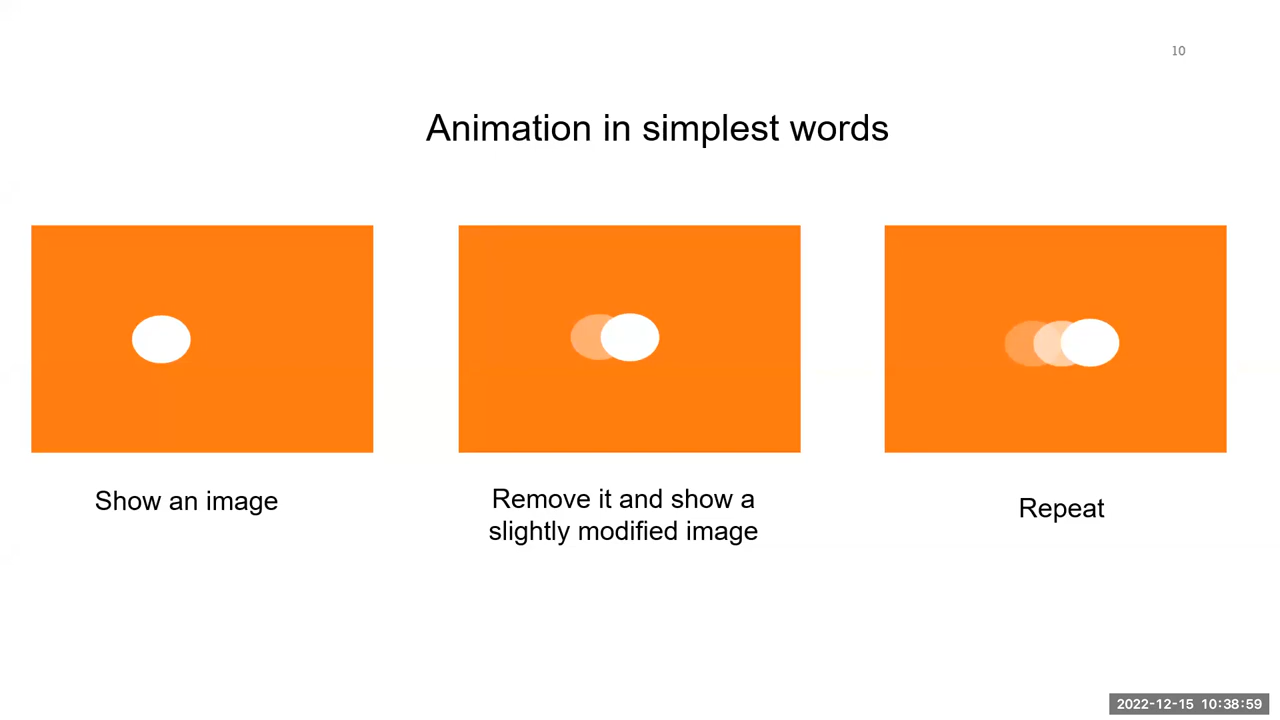 10
Animation in simplest words
Show an image
Remove it and show a
slightly modified image
Repeat
2022-12-15 10:38:59